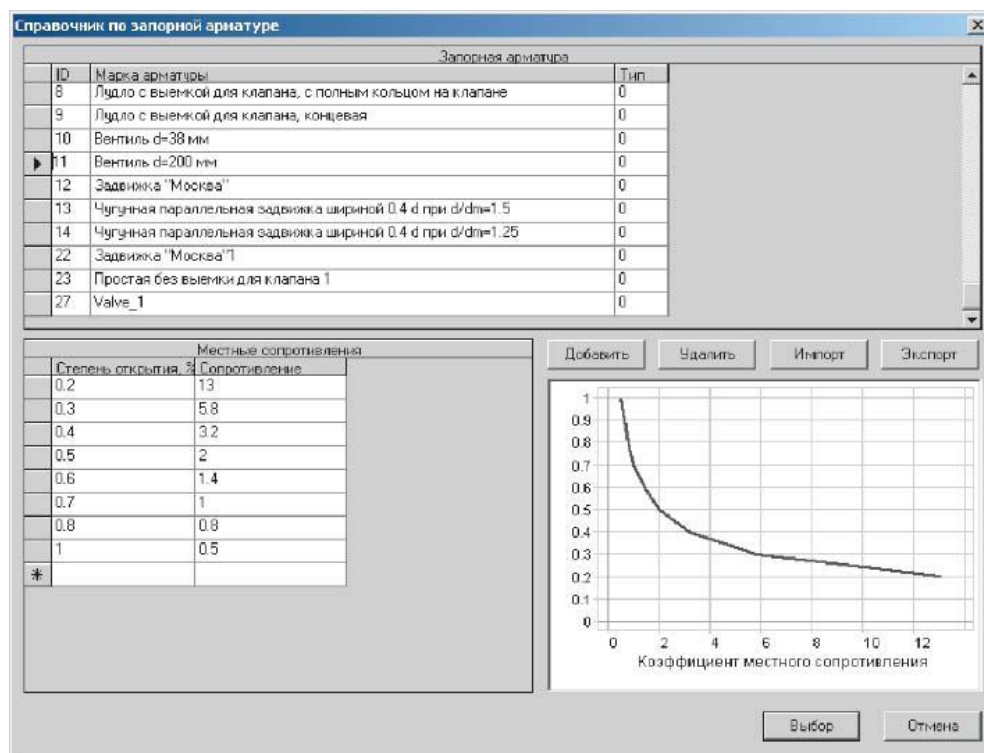 Справочник по запорной арматуре
Запорная арматура
ID Марка арматуры Тип
8 Лудло с выемкой для клапана, с полным кольцом на клапане 0
9 Лудло с выемкой для клапана, концевая 0
10 Вентиль d=38 мм 0
11 Вентиль d=200 мм 0
12 Задвижка "Москва" 0
13 Чугунная параллельная задвижка шириной 0.4 d при d/dm=1.5 0
14 Чугунная параллельная задвижка шириной 0.4 d при d/dm=1.25 0
22 Задвижка "Москва"1 0
23 Простая без выемки для клапана 1 0
27 Valve_1 0
Местные сопротивления
Степень открытия, % Сопротивление
0.2 13
0.3 5.8
0.4 3.2
0.5 2
0.6 1.4
0.7 1
0.8 0.8
1 0.5
Добавить Удалить Импорт Экспорт
1
0.9
0.8
0.7
0.6
0.5
0.4
0.3
0.2
0.1
0
0 2 4 6 8 10 12
Коэффициент местного сопротивления
Выбор Отмена